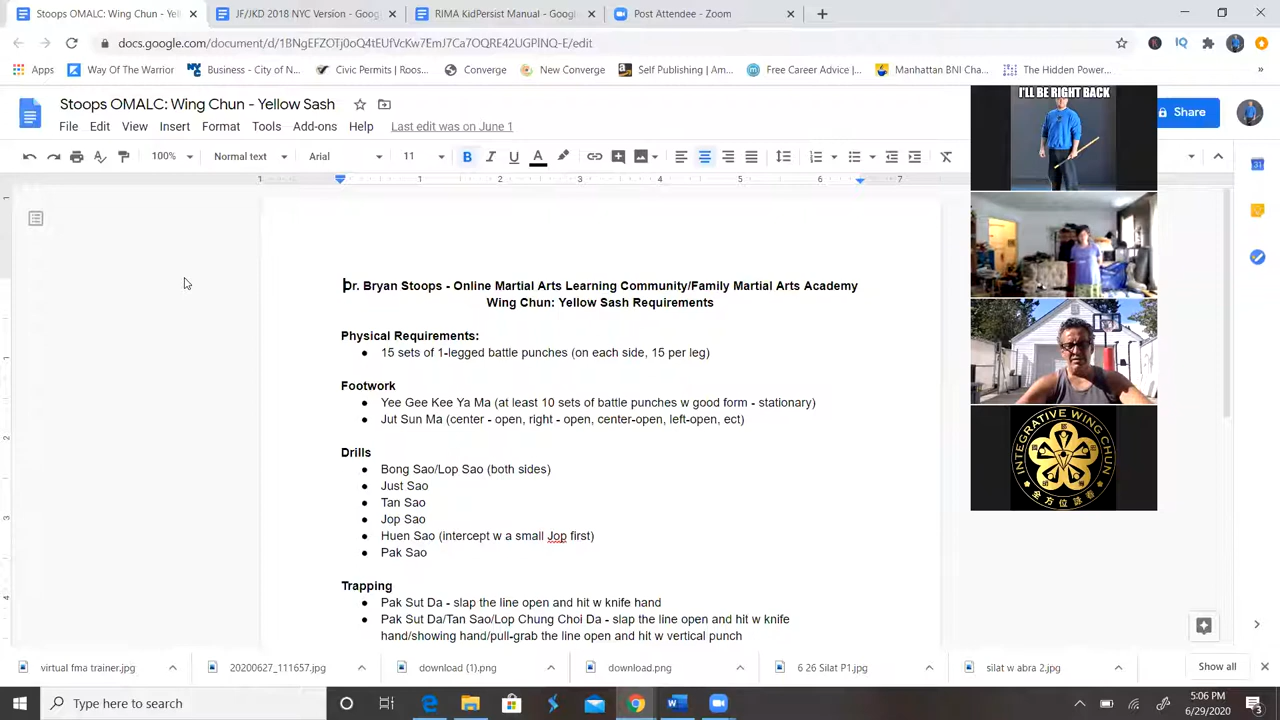 Stoops OMALC: Wing Chun - Yell
JF/JKD 2018 NYC Version - Goog
RIMA KidPersist Manual - Google
Post Attendee - Zoom
docs.google.com/document/d/1BNgEFZOTj0oQ4tEUfVcKw7EmJ7Ca7OQRE42UGPlNQ-E/edit
Apps
Way Of The Warrior
Business - City of N...
Civic Permits | Roos...
Converge
New Converge
Self Publishing | Am...
Free Career Advice |...
Manhattan BNI Cha...
The Hidden Power...
Stoops OMALC: Wing Chun - Yellow Sash
File Edit View Insert Format Tools Add-ons Help Last edit was on June 1
Share
100% Normal text Arial 11
I'LL BE RIGHT BACK
Dr. Bryan Stoops - Online Martial Arts Learning Community/Family Martial Arts Academy
Wing Chun: Yellow Sash Requirements
Physical Requirements:
● 15 sets of 1-legged battle punches (on each side, 15 per leg)
Footwork
● Yee Gee Kee Ya Ma (at least 10 sets of battle punches w good form - stationary)
● Jut Sun Ma (center - open, right - open, center-open, left-open, ect)
Drills
● Bong Sao/Lop Sao (both sides)
● Just Sao
● Tan Sao
● Jop Sao
● Huen Sao (intercept w a small Jop first)
● Pak Sao
Trapping
● Pak Sut Da - slap the line open and hit w knife hand
● Pak Sut Da/Tan Sao/Lop Chung Choi Da - slap the line open and hit w knife
hand/showing hand/pull-grab the line open and hit w vertical punch
INTEGRATIVE WING CHUN
全方位詠春
virtual fma trainer.jpg
20200627_111657.jpg
download (1).png
download.png
6 26 Silat P1.jpg
silat w abra 2.jpg
Show all
Type here to search
5:06 PM
6/29/2020